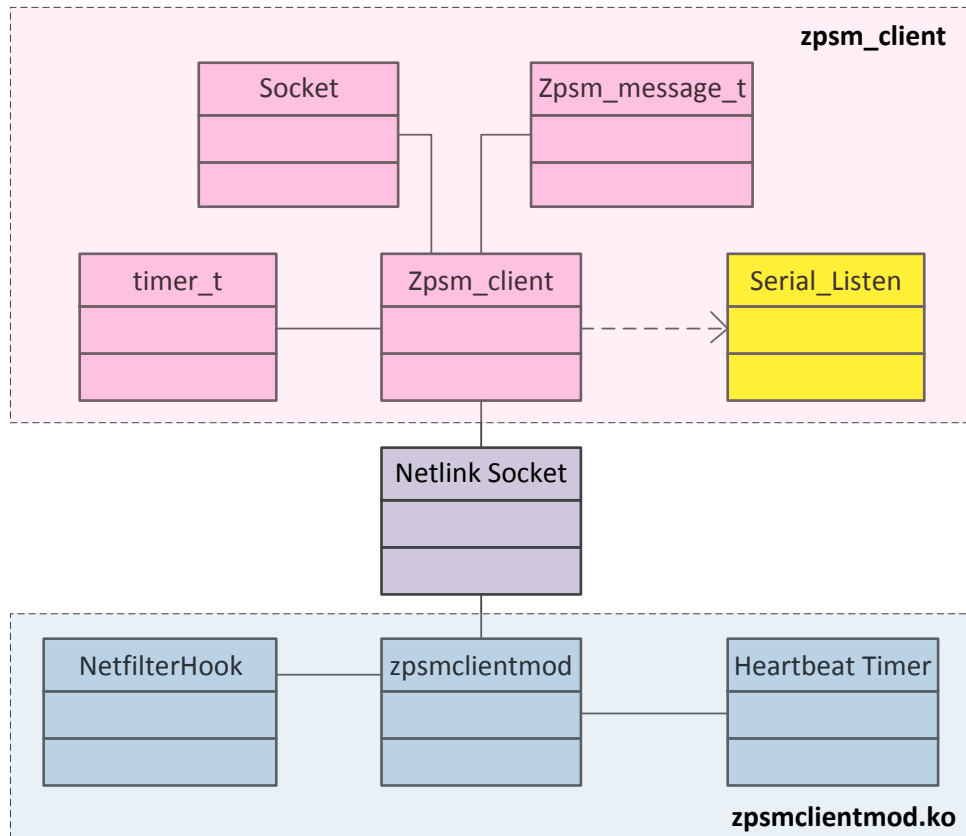 zpsm_client
Socket
Zpsm_message_t
timer_t
Zpsm_client
Serial_Listen
Netlink Socket
NetfilterHook
zpsmclientmod
Heartbeat Timer
zpsmclientmod.ko